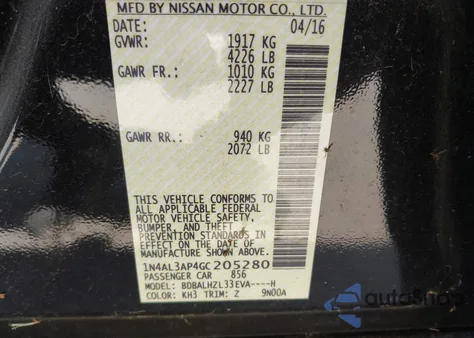 MFD BY NISSAN MOTOR CO., LTD.
DATE: 04/16
GVWR: 1917 KG
4226 LB
GAWR FR.: 1010 KG
2227 LB
GAWR RR.: 940 KG
2072 LB
THIS VEHICLE CONFORMS TO
ALL APPLICABLE FEDERAL
MOTOR VEHICLE SAFETY,
BUMPER, AND THEFT
PREVENTION STANDARDS IN
EFFECT ON THE DATE OF
MANUFACTURE SHOWN ABOVE.
1N4AL3AP4GC205280
PASSENGER CAR 856
MODEL: BDBALHZL33EVA----H
COLOR: KH3 TRIM: Z 9N00A
autoSnap